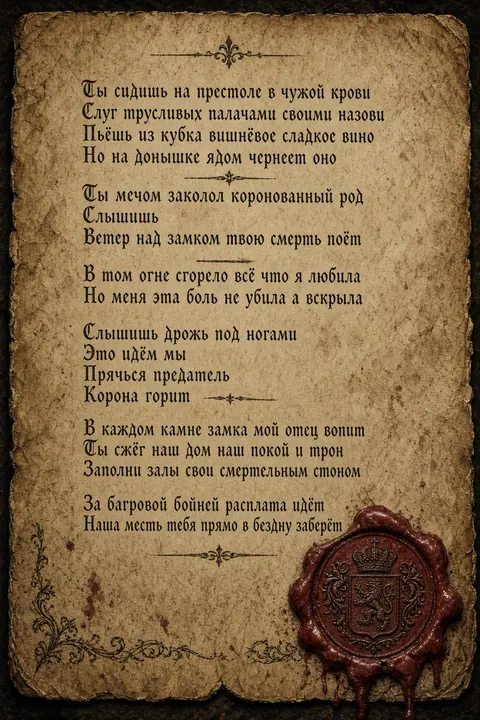 Ты сидишь на престоле в чужой крови
Слуг трусливых палачами своими назови
Пьёшь из кубка вишнёвое сладкое вино
Но на донышке ядом чернеет оно
Ты мечом заколол коронованный род
Слышишь
Ветер над замком твою смерть поёт
В том огне сгорело всё что я любила
Но меня эта боль не убила а вскрыла
Слышишь дрожь под ногами
Это идём мы
Прячься предатель
Корона горит
В каждом камне замка мой отец вопит
Ты сжёг наш дом наш покой и трон
Заполни залы свои смертельным стоном
За багровой бойней расплата идёт
Наша месть тебя прямо в бездну заберёт